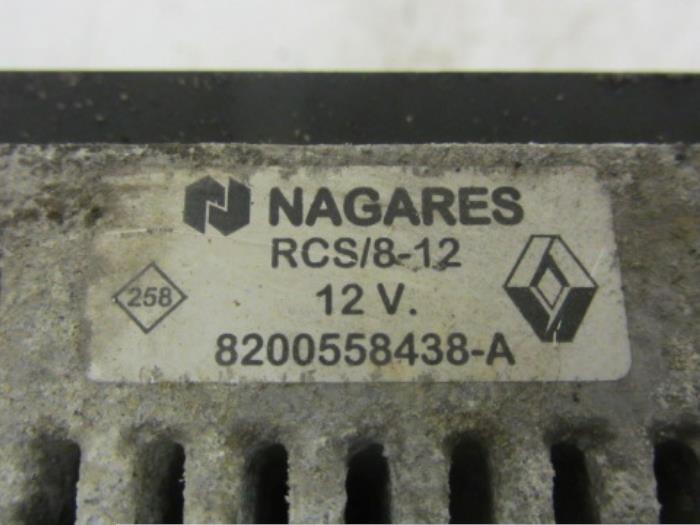 NAGARES
RCS/8-12
258
12 V.
8200558438-A